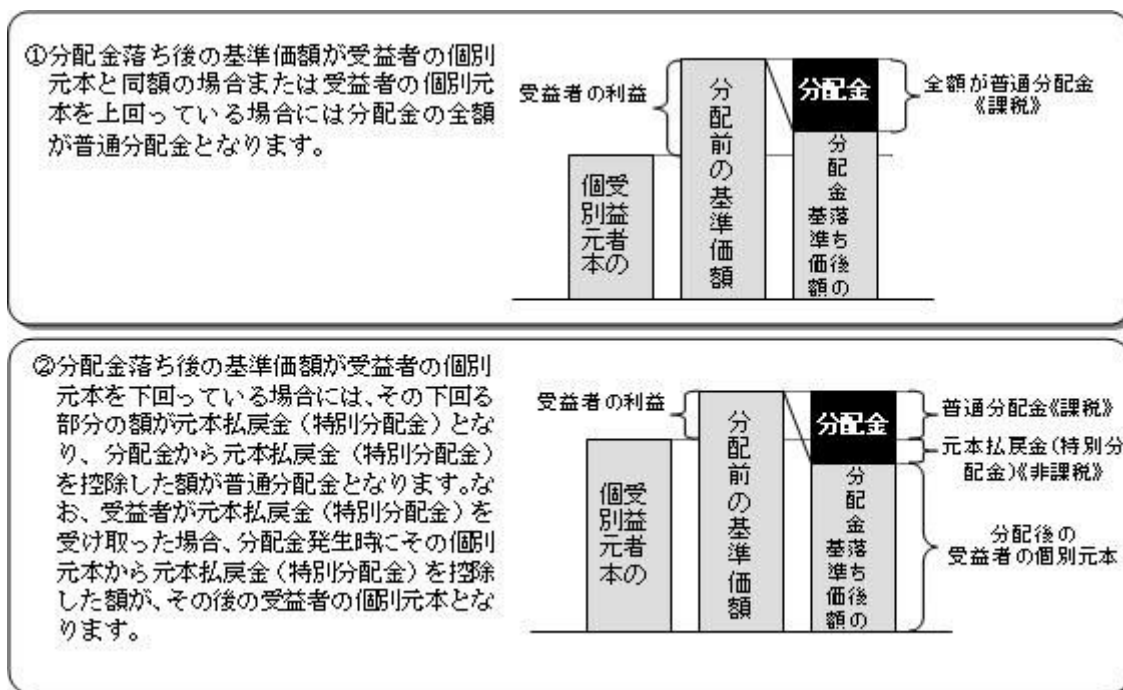 ①分配金落ち後の基準価額が受益者の個別
元本と同額の場合または受益者の個別元
本を上回っている場合には分配金の全額
が普通分配金となります。
受益者の利益
受益者の
個別元本
分配前の基準価額
分配金
分配金落ち後の
基準価額
全額が普通分配金
《課税》
②分配金落ち後の基準価額が受益者の個別
元本を下回っている場合には、その下回る
部分の額が元本払戻金(特別分配金)とな
り、分配金から元本払戻金(特別分配金)
を控除した額が普通分配金となります。な
お、受益者が元本払戻金(特別分配金)を
受け取った場合、分配金発生時にその個別
元本から元本払戻金(特別分配金)を控除
した額が、その後の受益者の個別元本とな
ります。
受益者の利益
受益者の
個別元本
分配前の基準価額
分配金
分配金落ち後の
基準価額
普通分配金《課税》
元本払戻金(特別分
配金)《非課税》
分配後の
受益者の個別元本